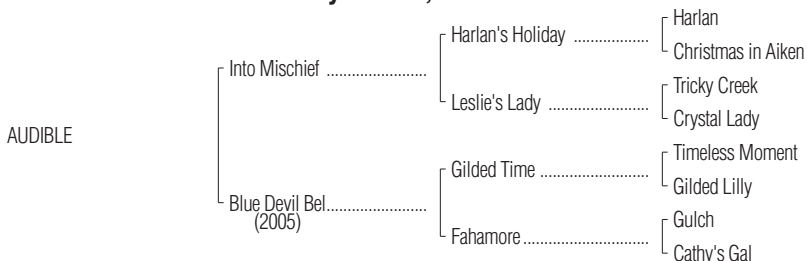 Harlan
Harlan's Holiday ...................
Christmas in Aiken
Into Mischief ........................
Tricky Creek
Leslie's Lady ........................
Crystal Lady
AUDIBLE
Timeless Moment
Gilded Time ..........................
Gilded Lilly
Blue Devil Bel........................
(2005)
Gulch
Fahamore..............................
Cathy's Gal